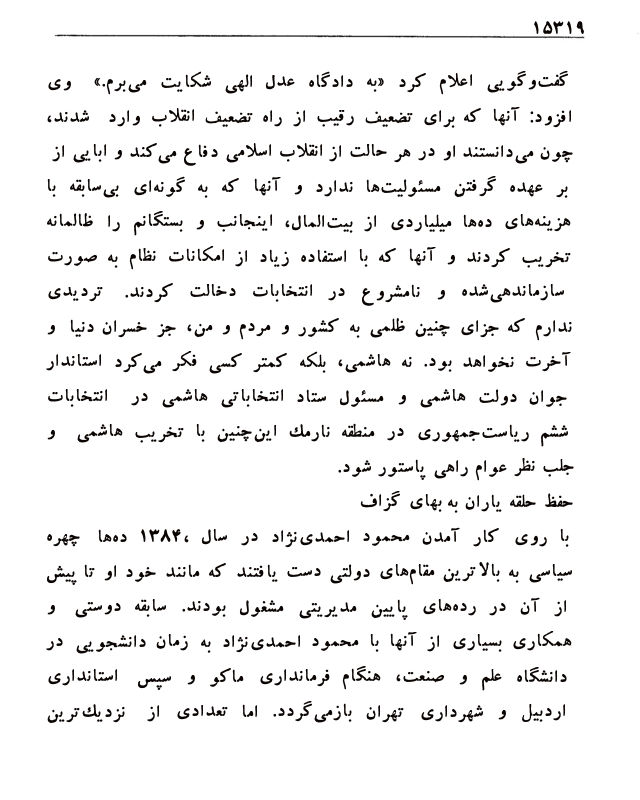 ۱۵۳۱۹
گفت‌وگویی اعلام کرد «به دادگاه عدل الهی شکایت می‌برم.» وی
افزود: آنها که برای تضعیف رقیب از راه تضعیف انقلاب وارد شدند،
چون می‌دانستند او در هر حالت از انقلاب اسلامی دفاع می‌کند و ابایی از
بر عهده گرفتن مسئولیت‌ها ندارد و آنها که به گونه‌ای بی‌سابقه با
هزینه‌های ده‌ها میلیاردی از بیت‌المال، اینجانب و بستگانم را ظالمانه
تخریب کردند و آنها که با استفاده زیاد از امکانات نظام به صورت
سازماندهی‌شده و نامشروع در انتخابات دخالت کردند. تردیدی
ندارم که جزای چنین ظلمی به کشور و مردم و من، جز خسران دنیا و
آخرت نخواهد بود. نه هاشمی، بلکه کمتر کسی فکر می‌کرد استاندار
جوان دولت هاشمی و مسئول ستاد انتخاباتی هاشمی در انتخابات
ششم ریاست‌جمهوری در منطقه نارمك این‌چنین با تخریب هاشمی و
جلب نظر عوام راهی پاستور شود.
حفظ حلقه یاران به بهای گزاف
با روی کار آمدن محمود احمدی‌نژاد در سال ،۱۳۸۴ ده‌ها چهره
سیاسی به بالاترین مقام‌های دولتی دست یافتند که مانند خود او تا پیش
از آن در رده‌های پایین مدیریتی مشغول بودند. سابقه دوستی و
همکاری بسیاری از آنها با محمود احمدی‌نژاد به زمان دانشجویی در
دانشگاه علم و صنعت، هنگام فرمانداری ماکو و سپس استانداری
اردبیل و شهرداری تهران بازمی‌گردد. اما تعدادی از نزدیك‌ترین